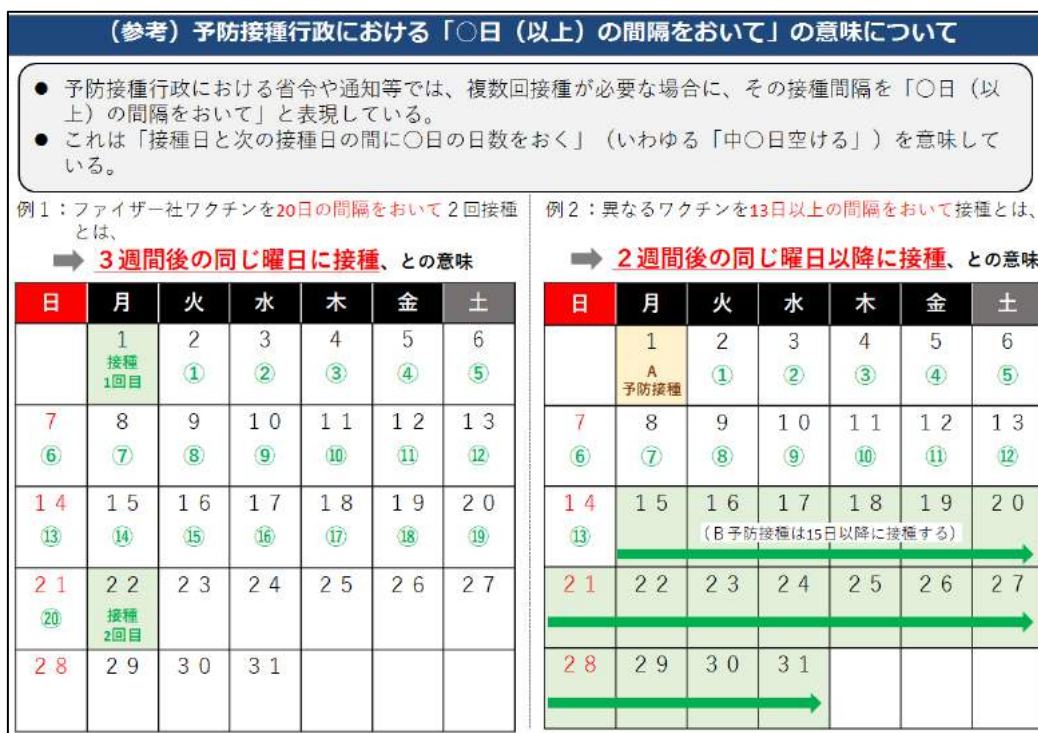 （参考）予防接種行政における「○日（以上）の間隔をおいて」の意味について
● 予防接種行政における省令や通知等では、複数回接種が必要な場合に、その接種間隔を「〇日（以
上）の間隔をおいて」と表現している。
● これは「接種日と次の接種日の間に〇日の日数をおく」（いわゆる「中〇日空ける」）を意味して
いる。
例１：ファイザー社ワクチンを20日の間隔をおいて２回接種
とは、
３週間後の同じ曜日に接種、との意味
日 月 火 水 木 金 土
1 2 3 4 5 6
接種
1回目 ① ② ③ ④ ⑤
7 8 9 10 11 12 13
⑥ ⑦ ⑧ ⑨ ⑩ ⑪ ⑫
14 15 16 17 18 19 20
⑬ ⑭ ⑮ ⑯ ⑰ ⑱ ⑲
21 22 23 24 25 26 27
⑳ 接種
2回目
28 29 30 31
例２：異なるワクチンを13日以上の間隔をおいて接種とは、
２週間後の同じ曜日以降に接種、との意味
日 月 火 水 木 金 土
1 2 3 4 5 6
A
予防接種 ① ② ③ ④ ⑤
7 8 9 10 11 12 13
⑥ ⑦ ⑧ ⑨ ⑩ ⑪ ⑫
14 15 16 17 18 19 20
⑬ （B予防接種は15日以降に接種する）
21 22 23 24 25 26 27
28 29 30 31